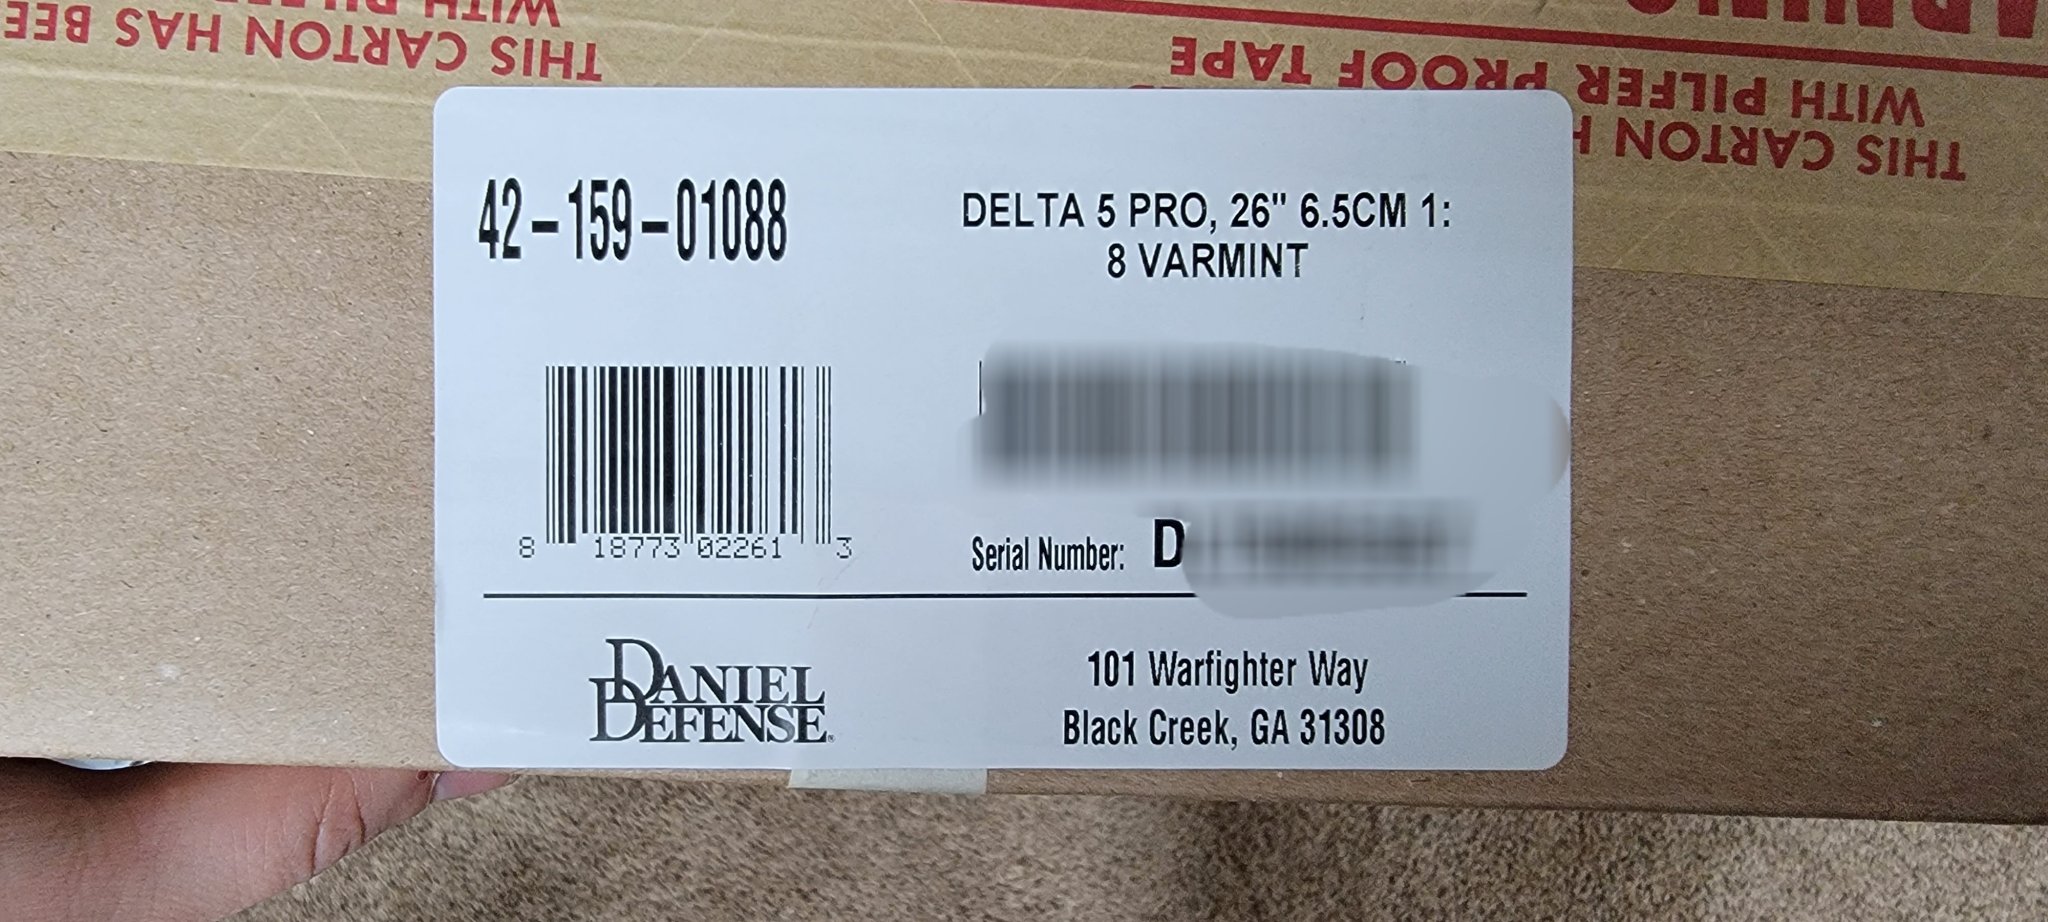 WITH PILFER PROOF TAPE
THIS CARTON HAS BEE
THIS CARTON H
42-159-01088
DELTA 5 PRO, 26" 6.5CM 1:
8 VARMINT
8 18773 02261 3
Serial Number: D
DANIEL
DEFENSE®
101 Warfighter Way
Black Creek, GA 31308